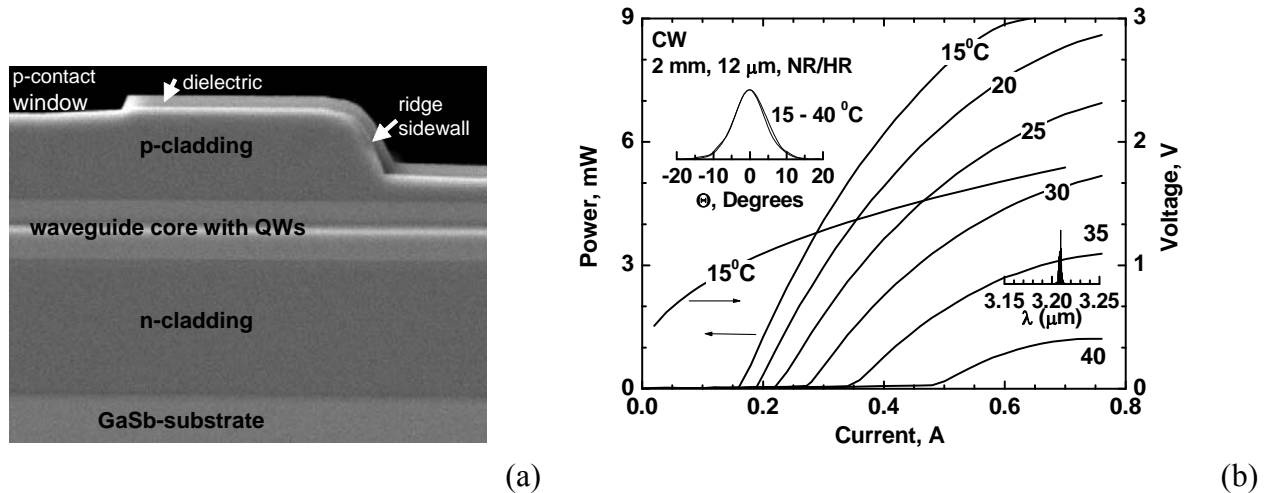 p-contact
window
dielectric
ridge
sidewall
p-cladding
waveguide core with QWs
n-cladding
GaSb-substrate
(a)
9
6
3
0
Power, mW
CW
2 mm, 12 μm, NR/HR
15 - 40 ⁰C
-20 -10 0 10 20
Θ, Degrees
15⁰C
20
25
30
35
40
15⁰C
3.15 3.20 3.25
λ (μm)
0.0 0.2 0.4 0.6 0.8
Current, A
3
2
1
0
Voltage, V
(b)